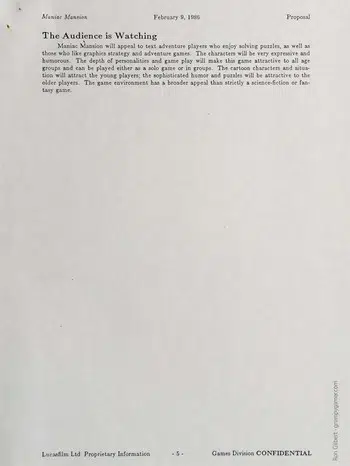 Maniac Mansion February 9, 1986 Proposal
The Audience is Watching
Maniac Mansion will appeal to text adventure players who enjoy solving puzzles, as well as
those who like graphics strategy and adventure games. The characters will be very expressive and
humorous. The depth of personalities and game play will make this game attractive to all age
groups and can be played either as a solo game or in groups. The cartoon characters and situa-
tion will attract the young players; the sophisticated humor and puzzles will be attractive to the
older players. The game environment has a broader appeal than strictly a science-fiction or fan-
tasy game.
Lucasfilm Ltd Proprietary Information - 5 - Games Division CONFIDENTIAL
Ron Gilbert - grumpygamer.com